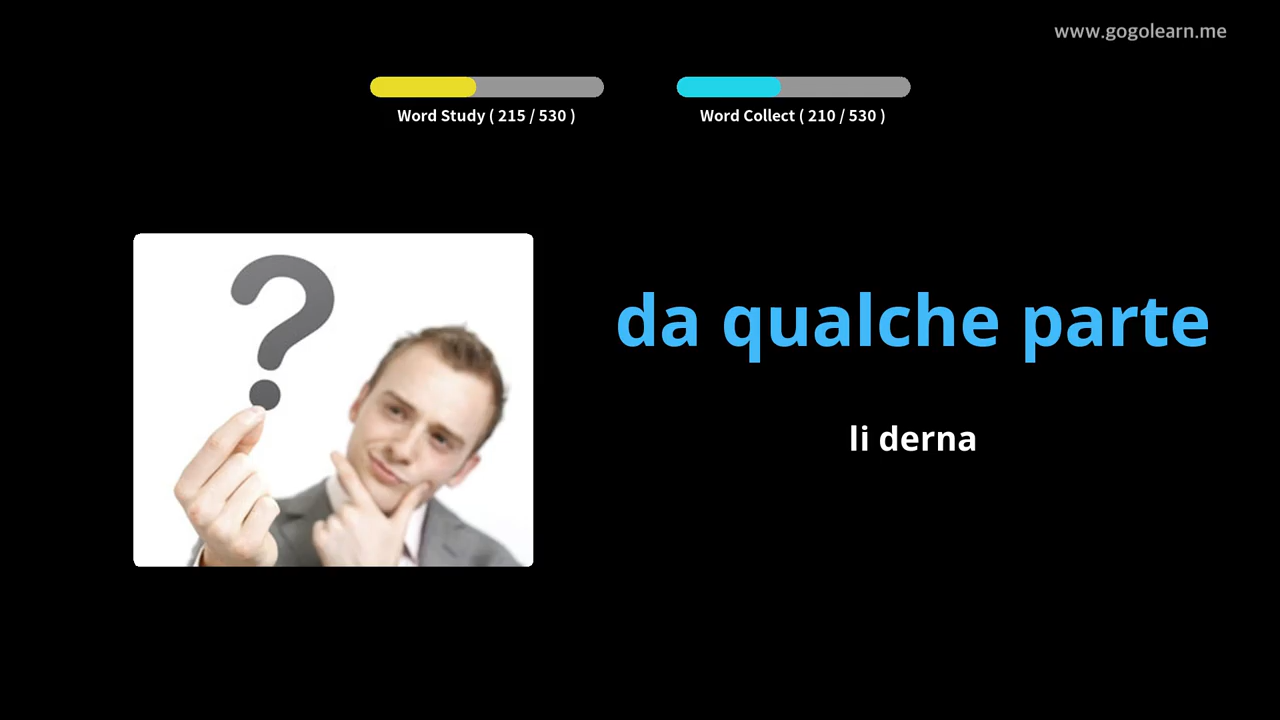 www.gogolearn.me
Word Study ( 215 / 530 )
Word Collect ( 210 / 530 )
da qualche parte
li derna